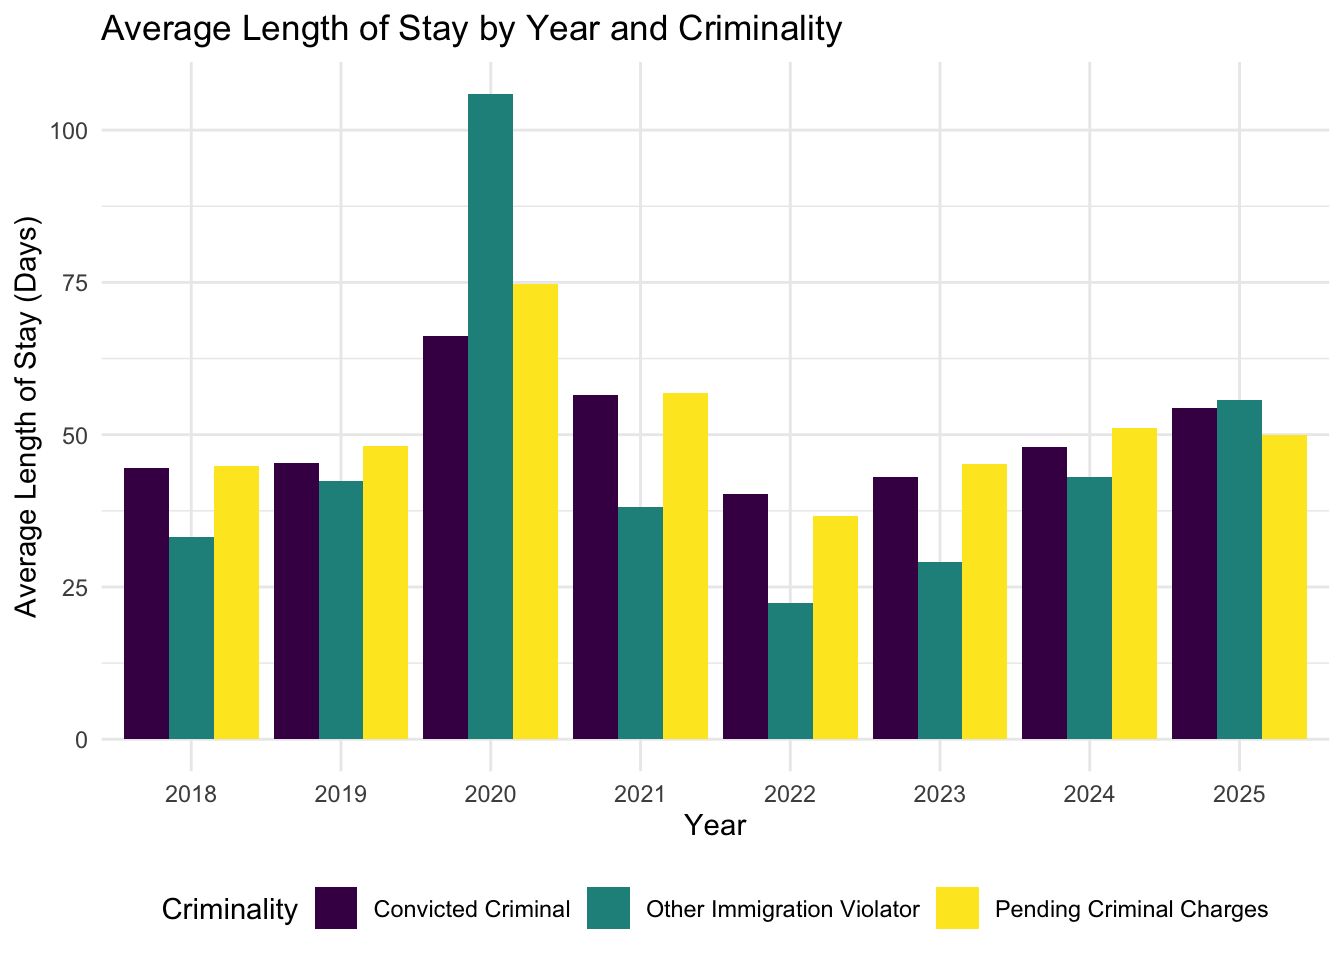 Average Length of Stay by Year and Criminality
Average Length of Stay (Days)
100
75
50
25
0
2018 2019 2020 2021 2022 2023 2024 2025
Year
Criminality Convicted Criminal Other Immigration Violator Pending Criminal Charges